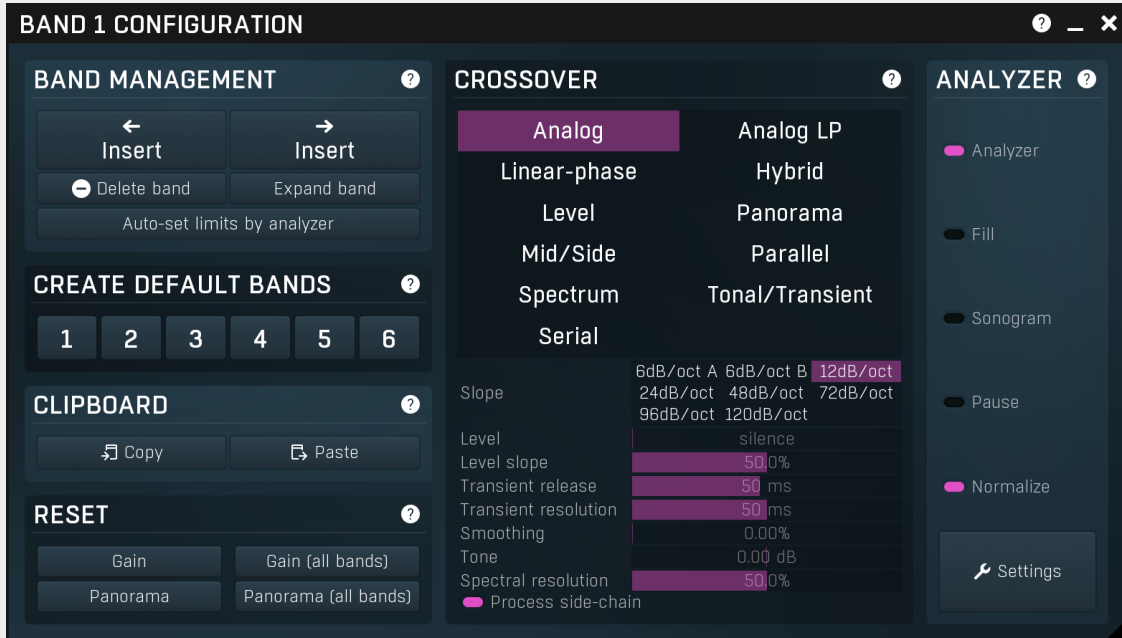 BAND 1 CONFIGURATION ?
BAND MANAGEMENT ?
Insert Insert
Delete band Expand band
Auto-set limits by analyzer
CREATE DEFAULT BANDS ?
1 2 3 4 5 6
CLIPBOARD ?
Copy Paste
RESET ?
Gain Gain (all bands)
Panorama Panorama (all bands)
CROSSOVER ?
Analog Analog LP
Linear-phase Hybrid
Level Panorama
Mid/Side Parallel
Spectrum Tonal/Transient
Serial
6dB/oct A 6dB/oct B 12dB/oct
Slope 24dB/oct 48dB/oct 72dB/oct
96dB/oct 120dB/oct
Level silence
Level slope 50.0%
Transient release 50 ms
Transient resolution 50 ms
Smoothing 0.00%
Tone 0.00 dB
Spectral resolution 50.0%
Process side-chain
ANALYZER ?
Analyzer
Fill
Sonogram
Pause
Normalize
Settings